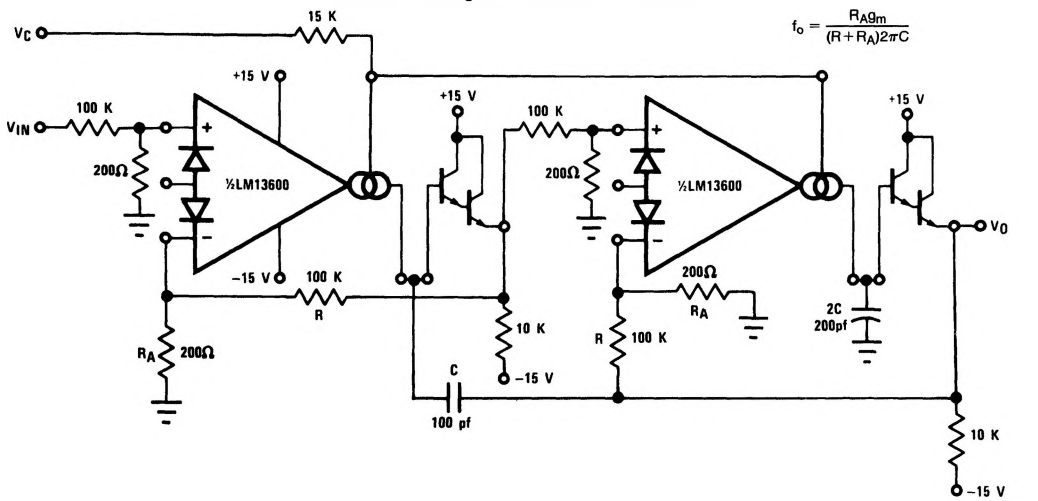 15 K
f₀ = RAgm / (R+RA)2πC
VC
+15 V
+15 V
+15 V
100 K
100 K
VIN
+
+
200Ω
200Ω
½LM13600
½LM13600
VO
−
−
−15 V
100 K
200Ω
R
RA
2C
200pf
10 K
R
100 K
RA
200Ω
−15 V
C
100 pf
10 K
−15 V